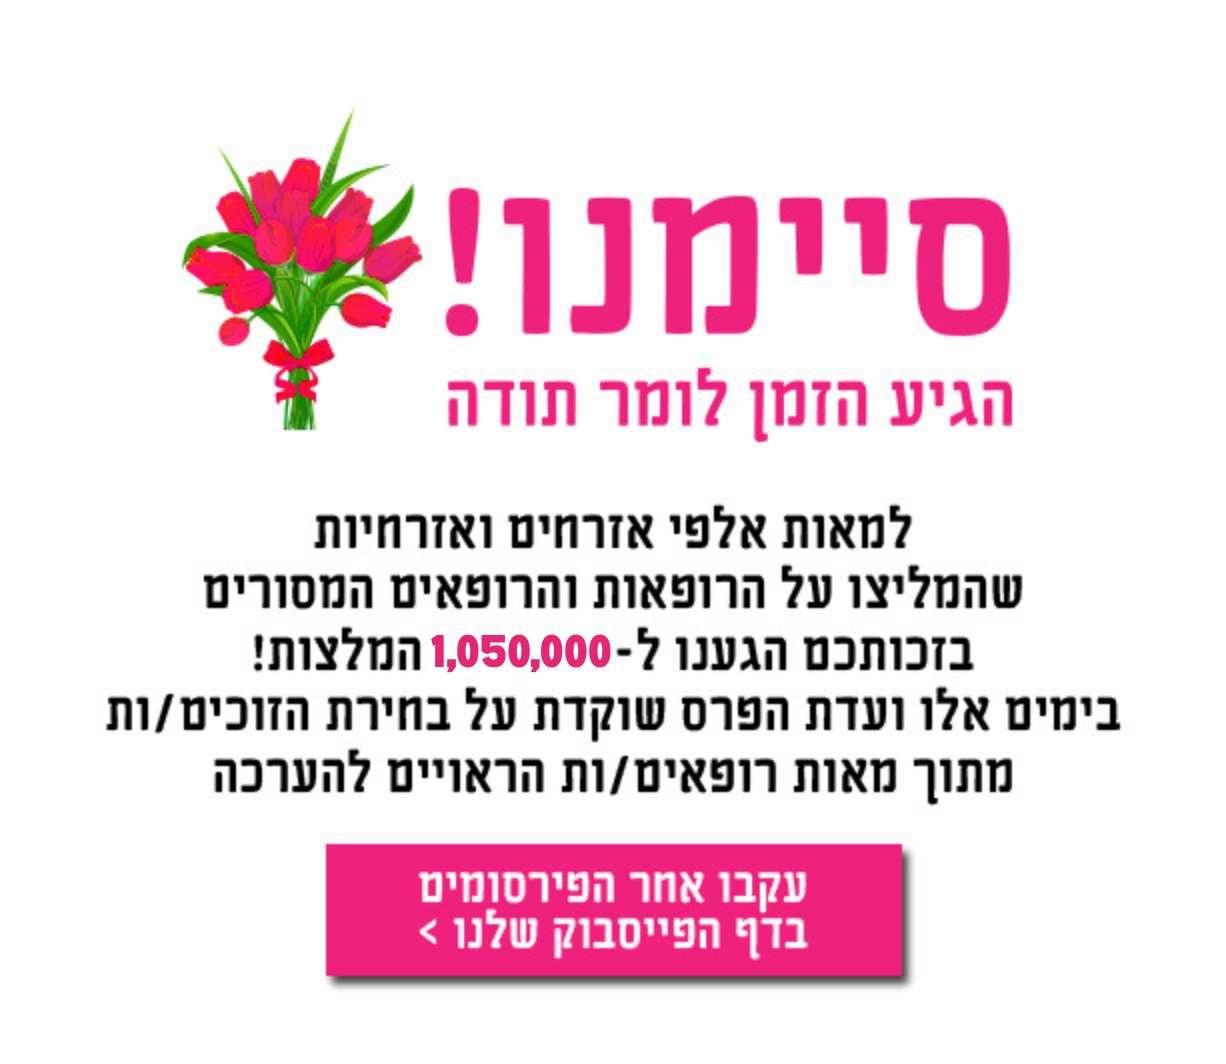 סיימנו!
הגיע הזמן לומר תודה
למאות אלפי אזרחים ואזרחיות
שהמליצו על הרופאות והרופאים המסורים
בזכותכם הגענו ל-1,050,000 המלצות!
בימים אלו ועדת הפרס שוקדת על בחירת הזוכים/ות
מתוך מאות רופאים/ות הראויים להערכה
עקבו אחר הפירסומים
בדף הפייסבוק שלנו >